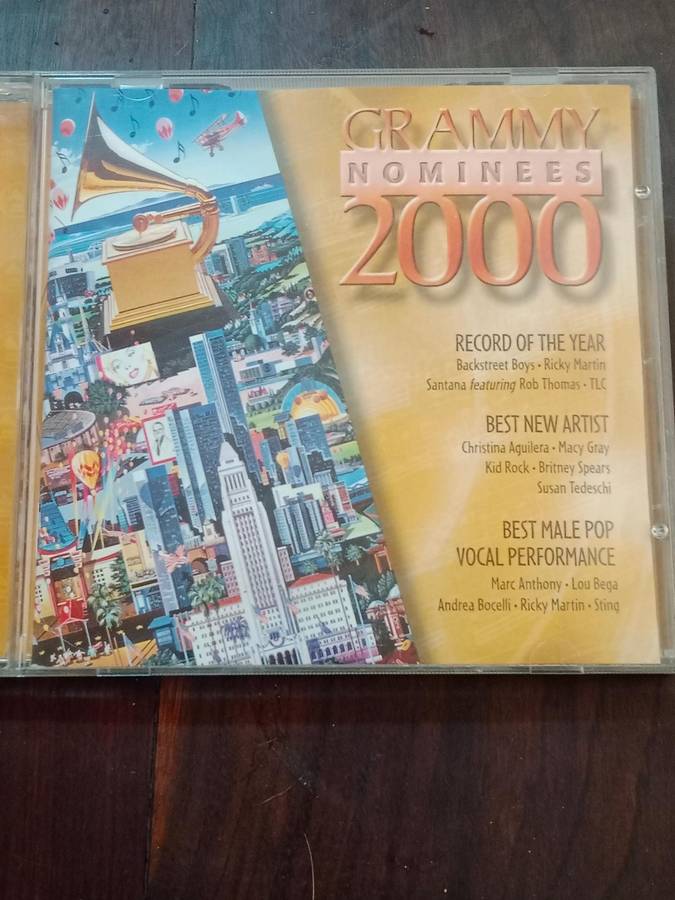 GRAMMY
NOMINEES
2000
RECORD OF THE YEAR
Backstreet Boys • Ricky Martin
Santana featuring Rob Thomas • TLC
BEST NEW ARTIST
Christina Aguilera • Macy Gray
Kid Rock • Britney Spears
Susan Tedeschi
BEST MALE POP
VOCAL PERFORMANCE
Marc Anthony • Lou Bega
Andrea Bocelli • Ricky Martin • Sting